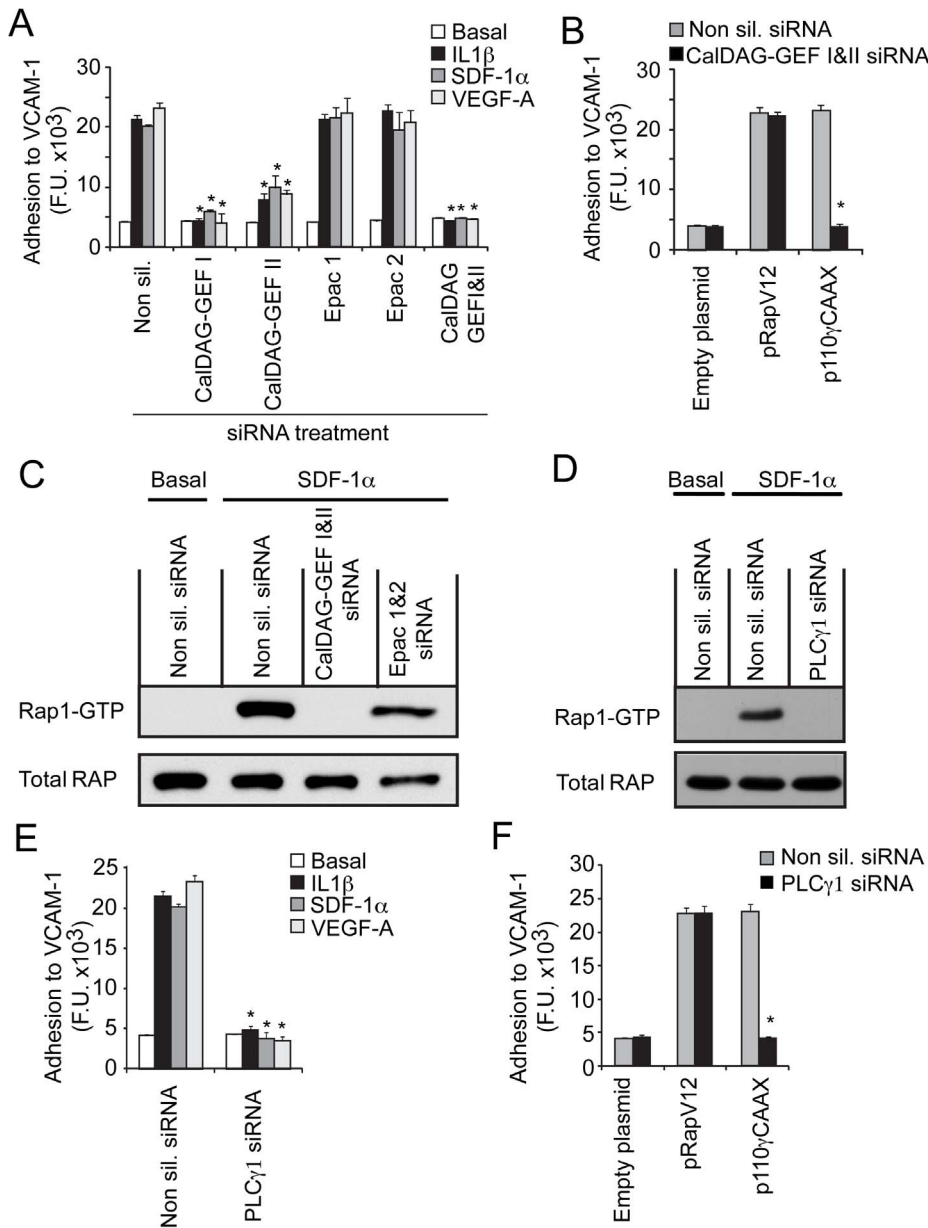 A
Basal
IL1β
SDF-1α
VEGF-A
Adhesion to VCAM-1
(F.U. x103)
30
20
10
0
* * *
* * *
** *
Non sil.
CalDAG-GEF I
CalDAG-GEF II
Epac 1
Epac 2
CalDAG
GEFI&II
siRNA treatment
B
Non sil. siRNA
CalDAG-GEF I&II siRNA
Adhesion to VCAM-1
(F.U. x103)
30
20
10
0
*
Empty plasmid
pRapV12
p110γCAAX
C
Basal
SDF-1α
Non sil. siRNA
Non sil. siRNA
CalDAG-GEF I&II
siRNA
Epac 1&2
siRNA
Rap1-GTP
Total RAP
D
Basal
SDF-1α
Non sil. siRNA
Non sil. siRNA
PLCγ1 siRNA
Rap1-GTP
Total RAP
E
Basal
IL1β
SDF-1α
VEGF-A
Adhesion to VCAM-1
(F.U. x103)
25
20
15
10
5
0
* * *
Non sil. siRNA
PLCγ1 siRNA
F
Non sil. siRNA
PLCγ1 siRNA
Adhesion to VCAM-1
(F.U. x103)
30
25
20
15
10
5
0
*
Empty plasmid
pRapV12
p110γCAAX